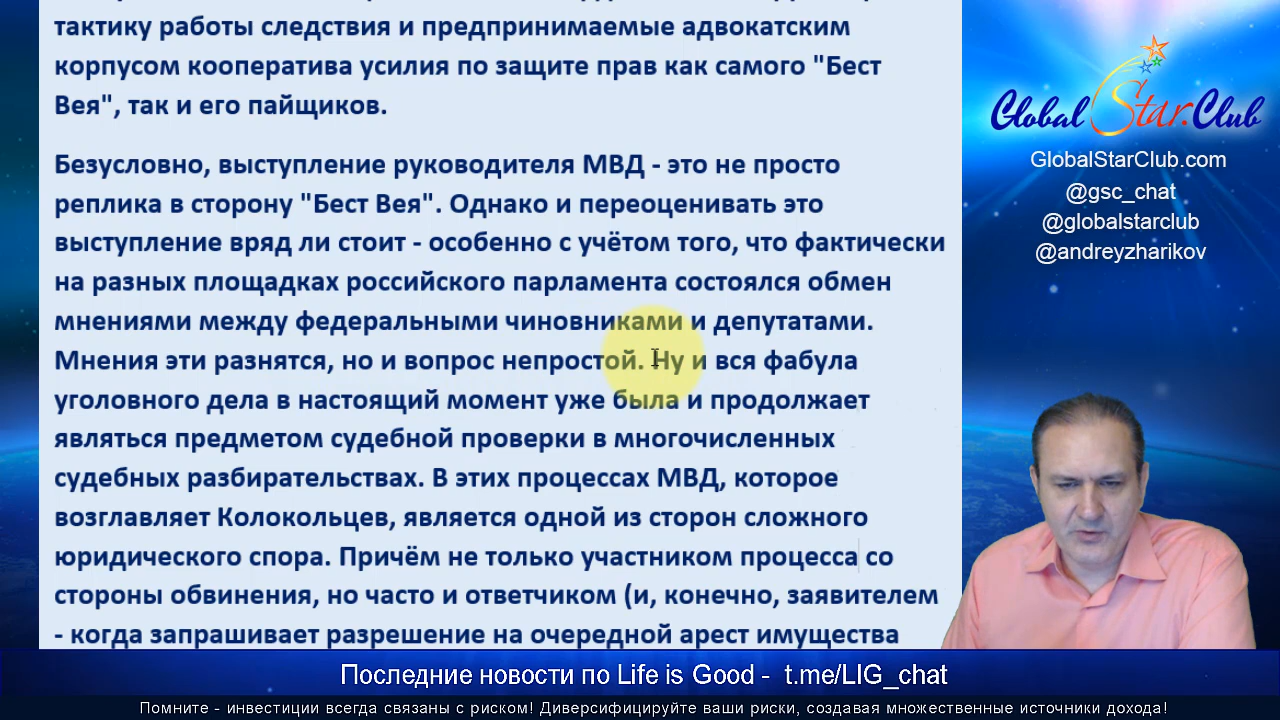 тактику работы следствия и предпринимаемые адвокатским
корпусом кооператива усилия по защите прав как самого "Бест
Вея", так и его пайщиков.
Безусловно, выступление руководителя МВД - это не просто
реплика в сторону "Бест Вея". Однако и переоценивать это
выступление вряд ли стоит - особенно с учётом того, что фактически
на разных площадках российского парламента состоялся обмен
мнениями между федеральными чиновниками и депутатами.
Мнения эти разнятся, но и вопрос непростой. Ну и вся фабула
уголовного дела в настоящий момент уже была и продолжает
являться предметом судебной проверки в многочисленных
судебных разбирательствах. В этих процессах МВД, которое
возглавляет Колокольцев, является одной из сторон сложного
юридического спора. Причём не только участником процесса со
стороны обвинения, но часто и ответчиком (и, конечно, заявителем
- когда запрашивает разрешение на очередной арест имущества
Global Star.Club
GlobalStarClub.com
@gsc_chat
@globalstarclub
@andreyzharikov
Последние новости по Life is Good - t.me/LIG_chat
Помните - инвестиции всегда связаны с риском! Диверсифицируйте ваши риски, создавая множественные источники дохода!